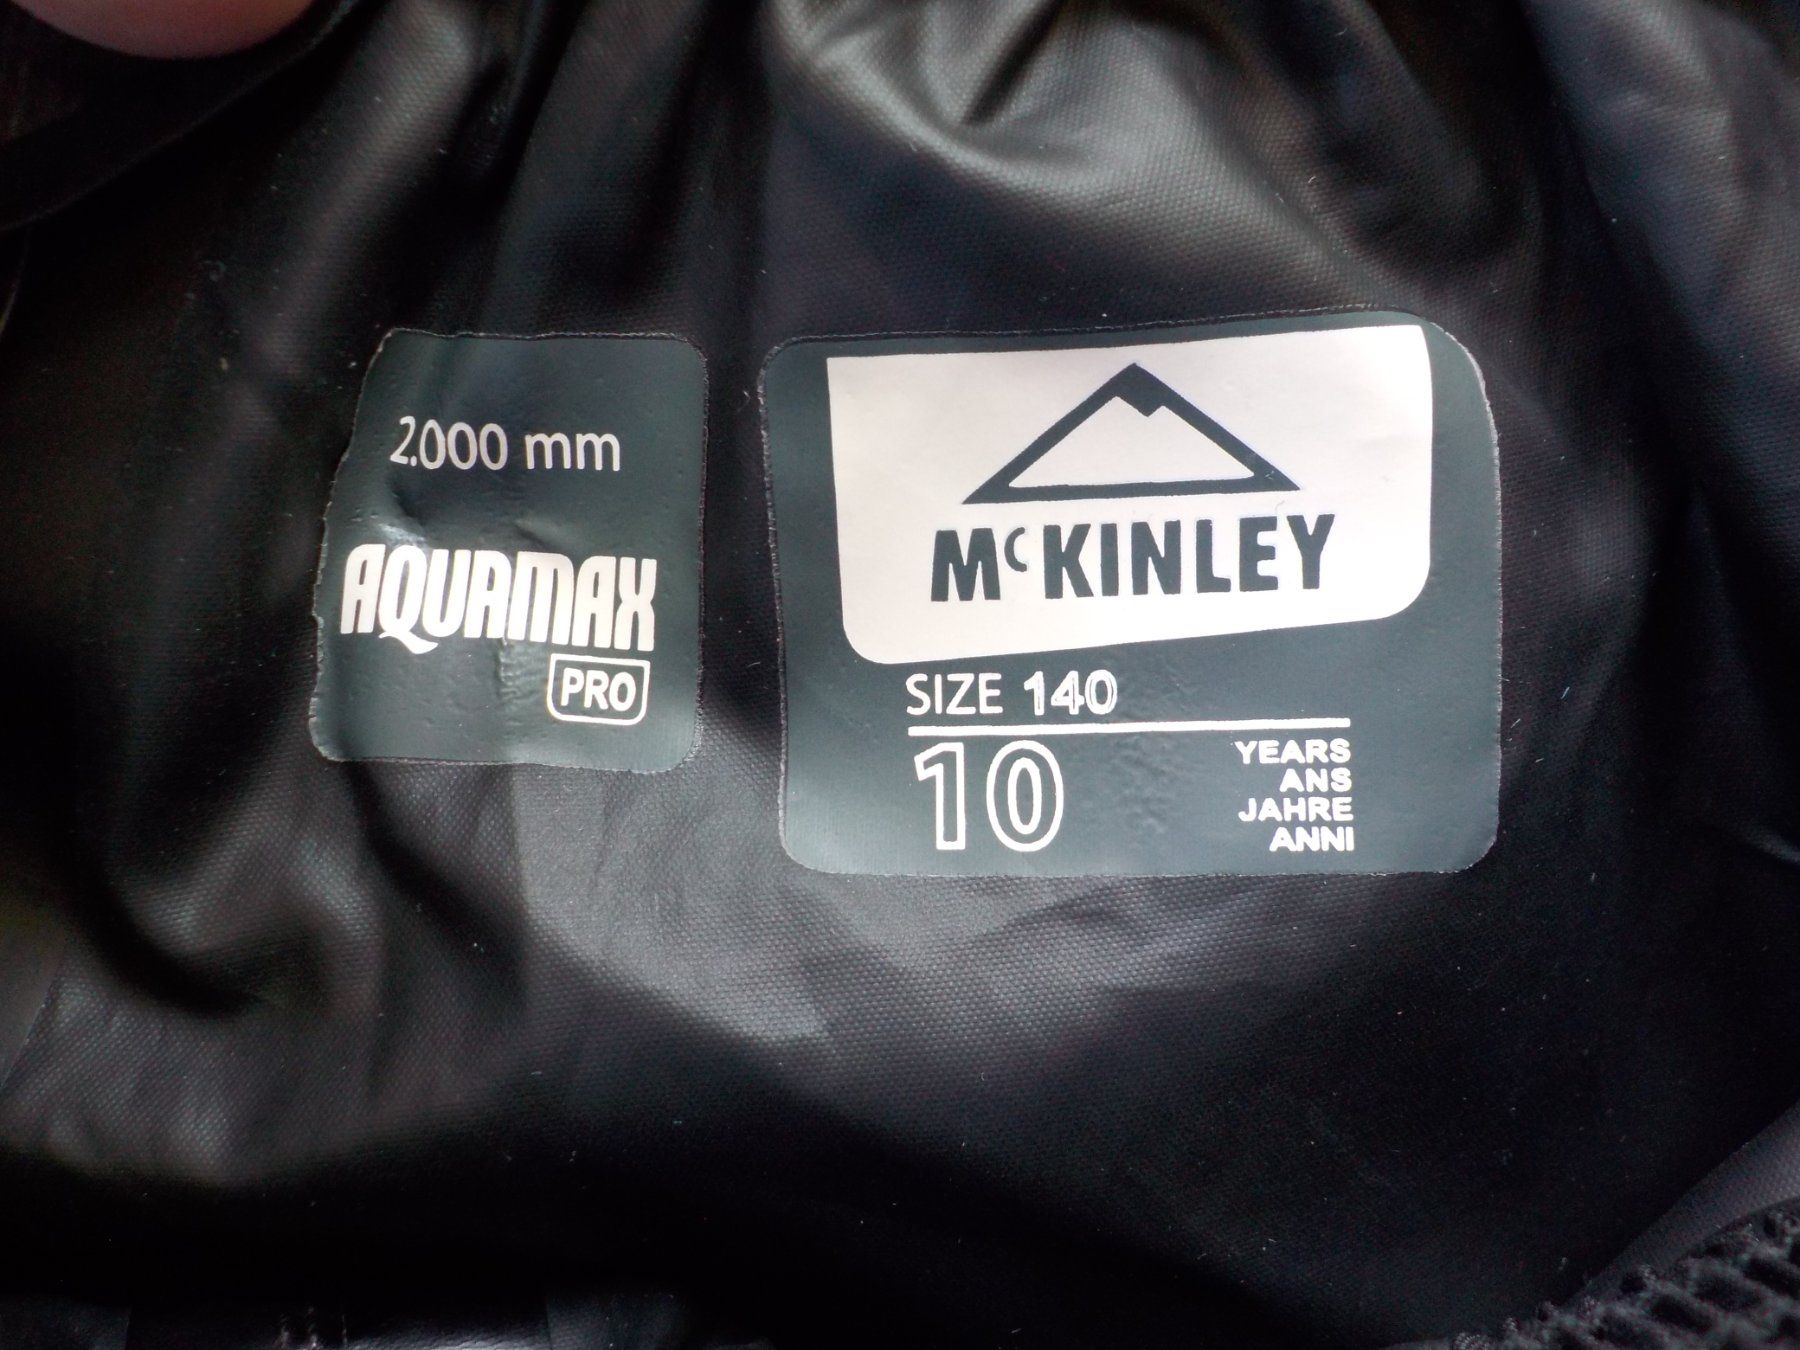 2.000 mm
AQUAMAX
PRO
McKINLEY
SIZE 140
10
YEARS
ANS
JAHRE
ANNI